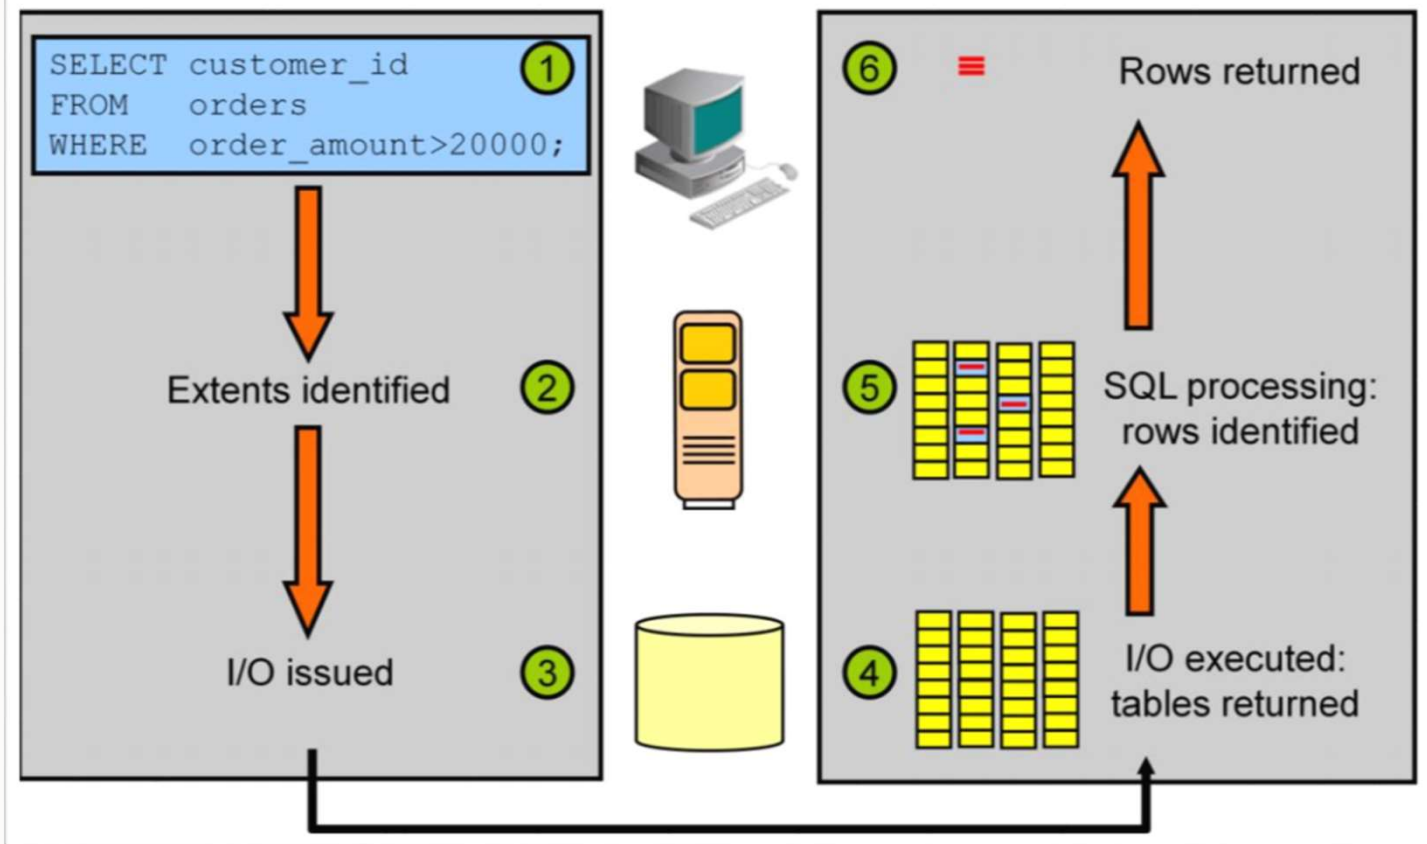 SELECT customer_id
FROM orders
WHERE order_amount>20000;
1
Extents identified
2
I/O issued
3
6
Rows returned
5
SQL processing:
rows identified
4
I/O executed:
tables returned